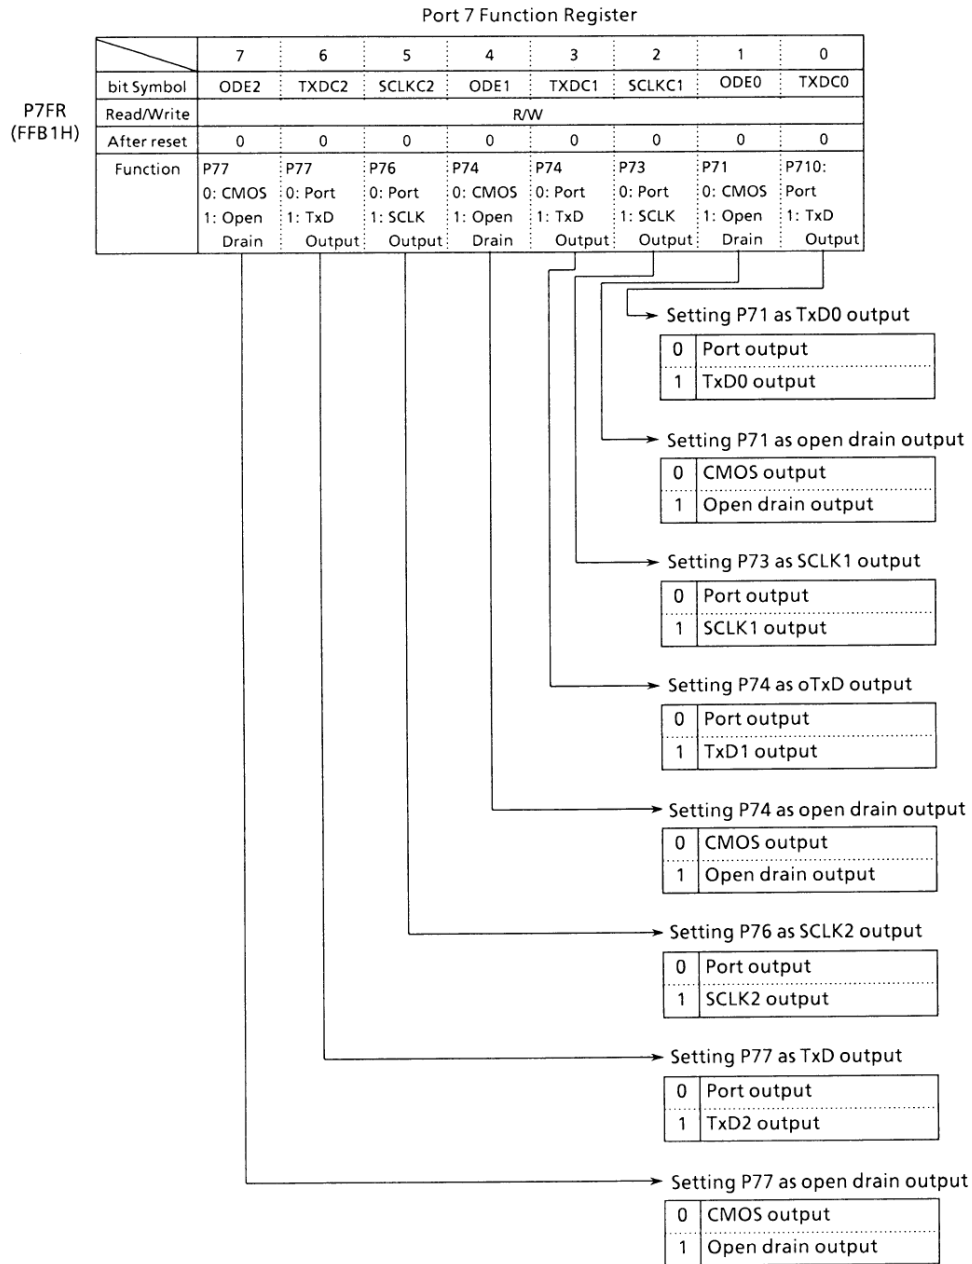 Port 7 Function Register
7 6 5 4 3 2 1 0
bit Symbol ODE2 TXDC2 SCLKC2 ODE1 TXDC1 SCLKC1 ODE0 TXDC0
P7FR
(FFB1H)
Read/Write R/W
After reset 0 0 0 0 0 0 0 0
Function P77 P77 P76 P74 P74 P73 P71 P710:
0: CMOS 0: Port 0: Port 0: CMOS 0: Port 0: Port 0: CMOS Port
1: Open 1: TxD 1: SCLK 1: Open 1: TxD 1: SCLK 1: Open 1: TxD
Drain Output Output Drain Output Output Drain Output
Setting P71 as TxD0 output
0 Port output
1 TxD0 output
Setting P71 as open drain output
0 CMOS output
1 Open drain output
Setting P73 as SCLK1 output
0 Port output
1 SCLK1 output
Setting P74 as oTxD output
0 Port output
1 TxD1 output
Setting P74 as open drain output
0 CMOS output
1 Open drain output
Setting P76 as SCLK2 output
0 Port output
1 SCLK2 output
Setting P77 as TxD output
0 Port output
1 TxD2 output
Setting P77 as open drain output
0 CMOS output
1 Open drain output